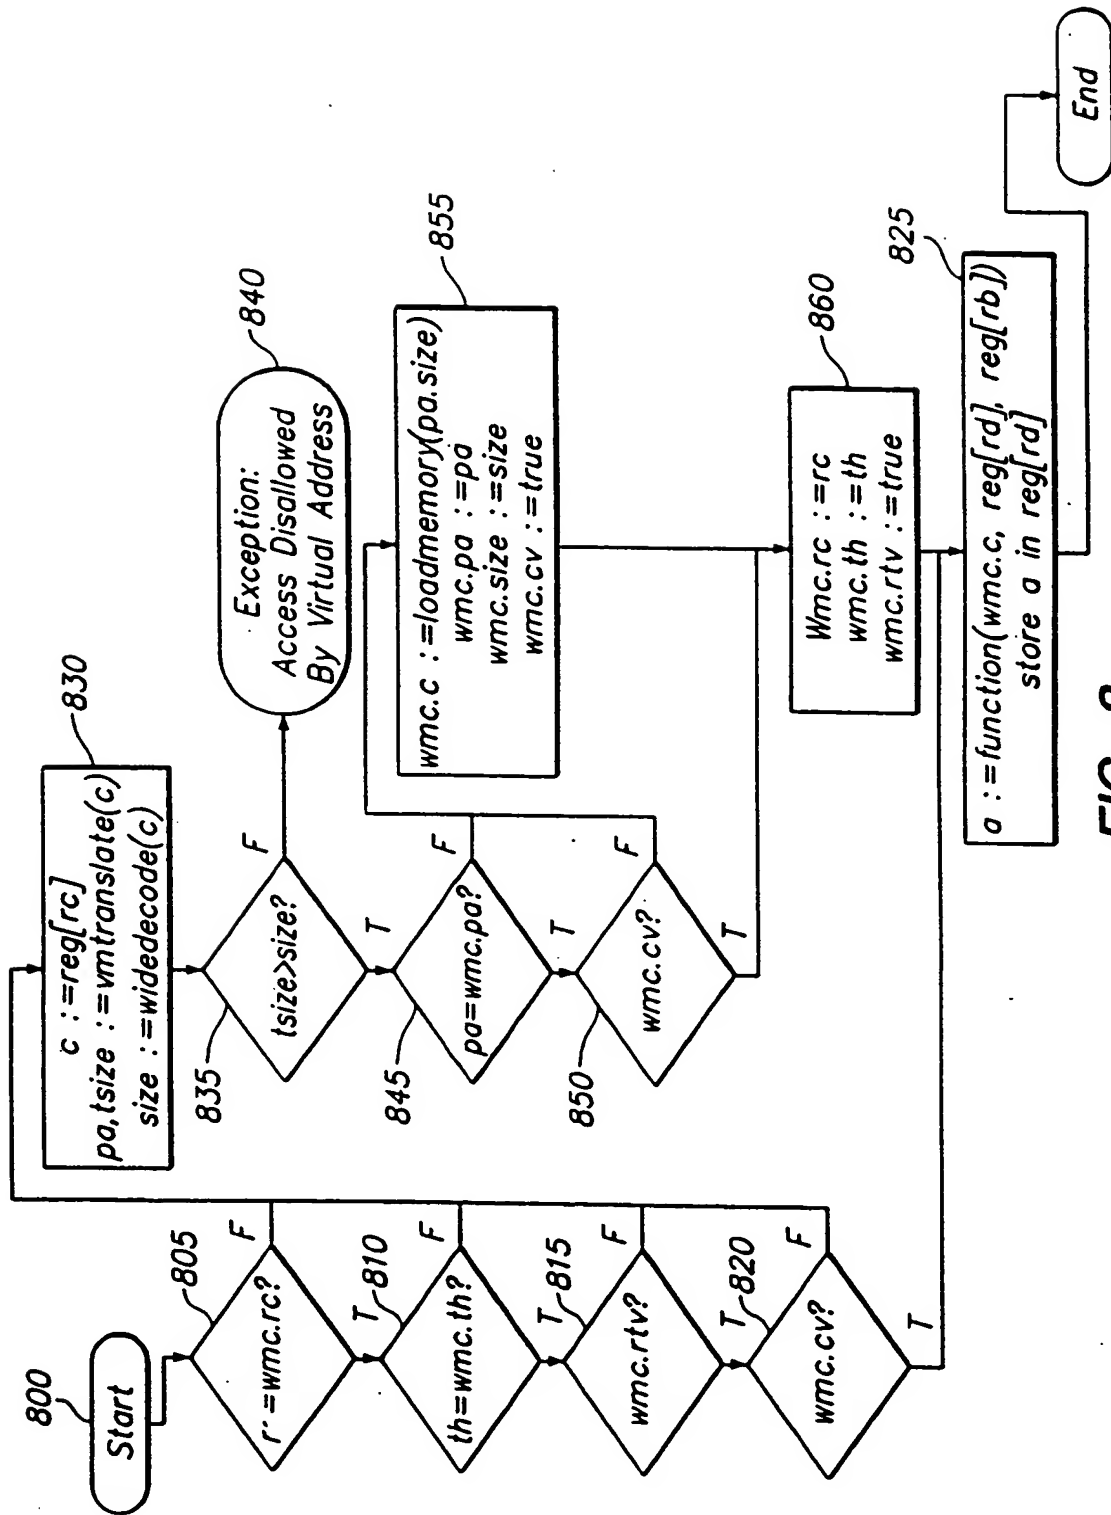 800
Start
805
r'=wmc.rc?
F
T
810
th=wmc.th?
F
T
815
wmc.rtv?
F
T
820
wmc.cv?
F
T
830
c :=reg[rc]
pa,tsize :=vmtranslate(c)
size :=widedecode(c)
835
tsize>size?
F
T
840
Exception:
Access Disallowed
By Virtual Address
845
pa=wmc.pa?
F
T
850
wmc.cv?
F
T
855
wmc.c :=loadmemory(pa.size)
wmc.pa :=pa
wmc.size :=size
wmc.cv :=true
860
Wmc.rc :=rc
wmc.th :=th
wmc.rtv :=true
825
a :=function(wmc.c, reg[rd], reg[rb])
store a in reg[rd]
End
FIG.